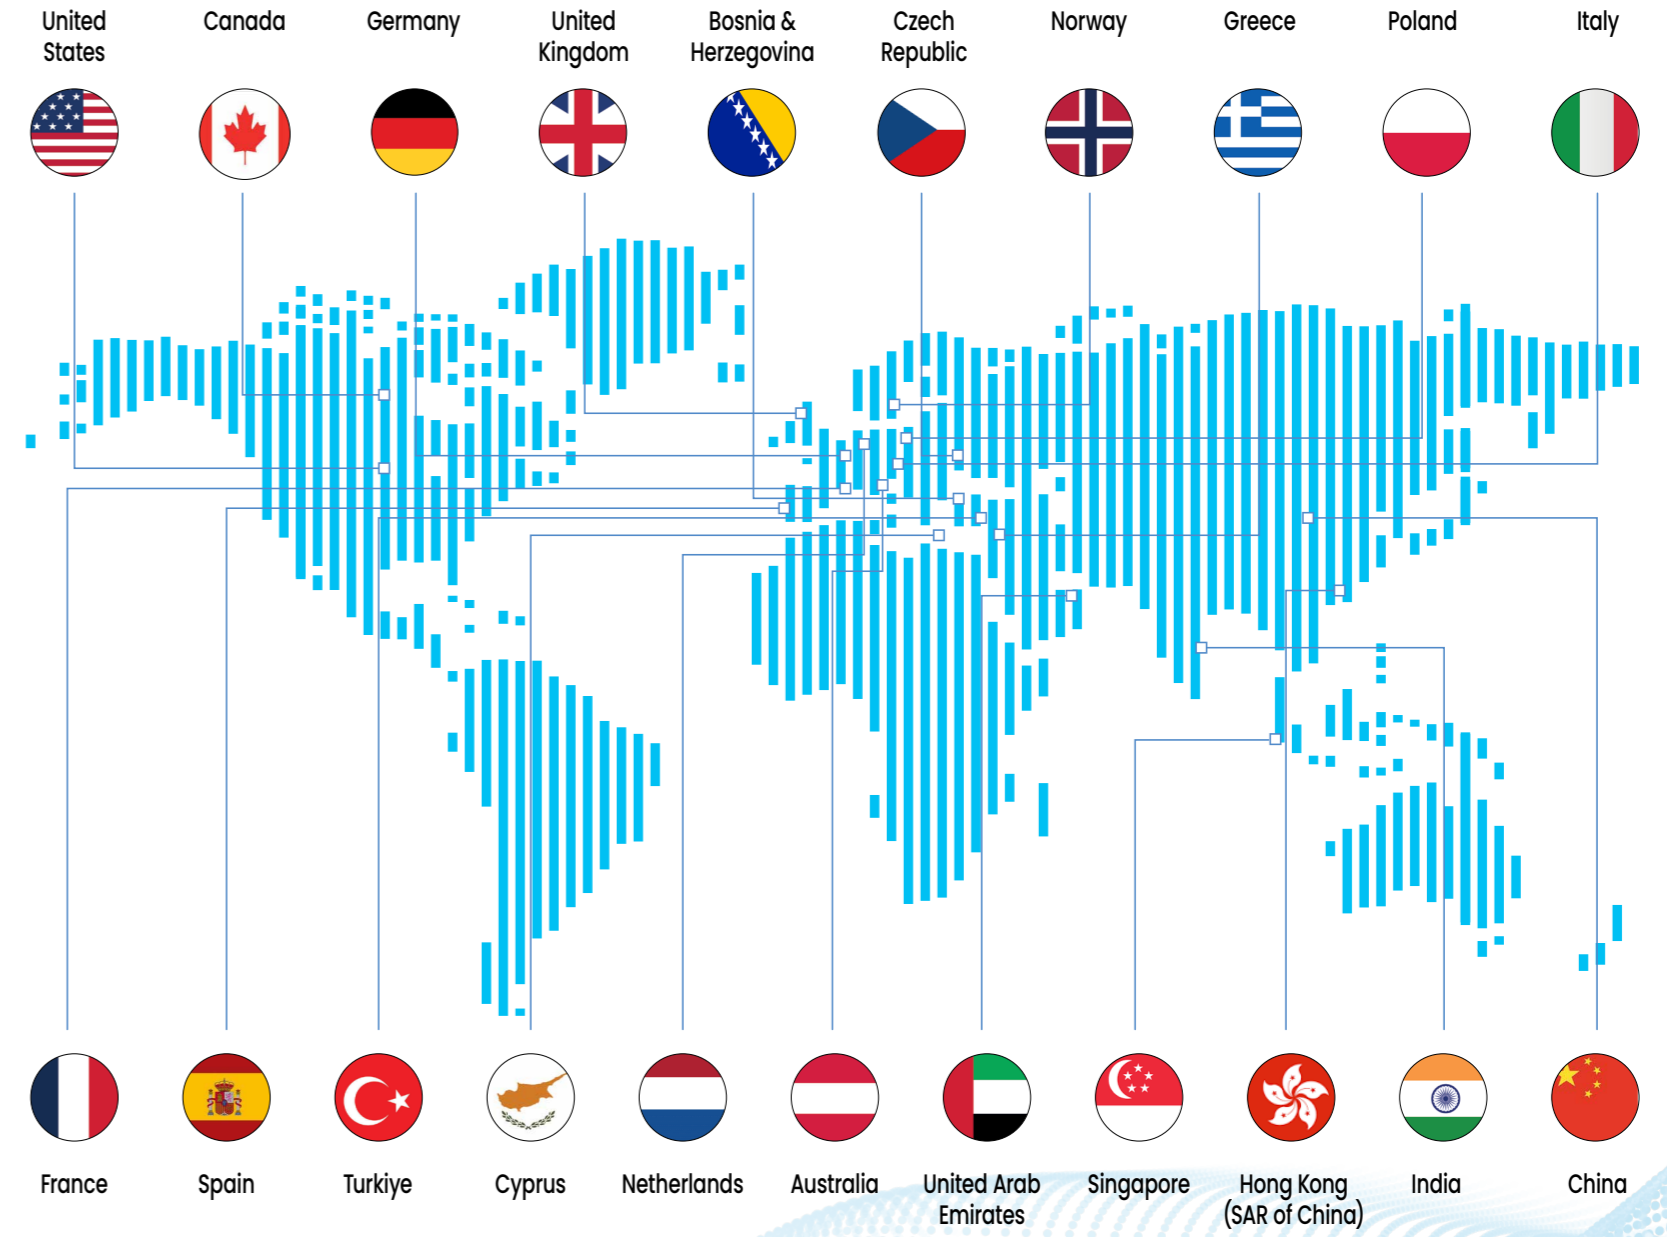 United
States
Canada
Germany
United
Kingdom
Bosnia &
Herzegovina
Czech
Republic
Norway
Greece
Poland
Italy
France
Spain
Turkiye
Cyprus
Netherlands
Australia
United Arab
Emirates
Singapore
Hong Kong
(SAR of China)
India
China